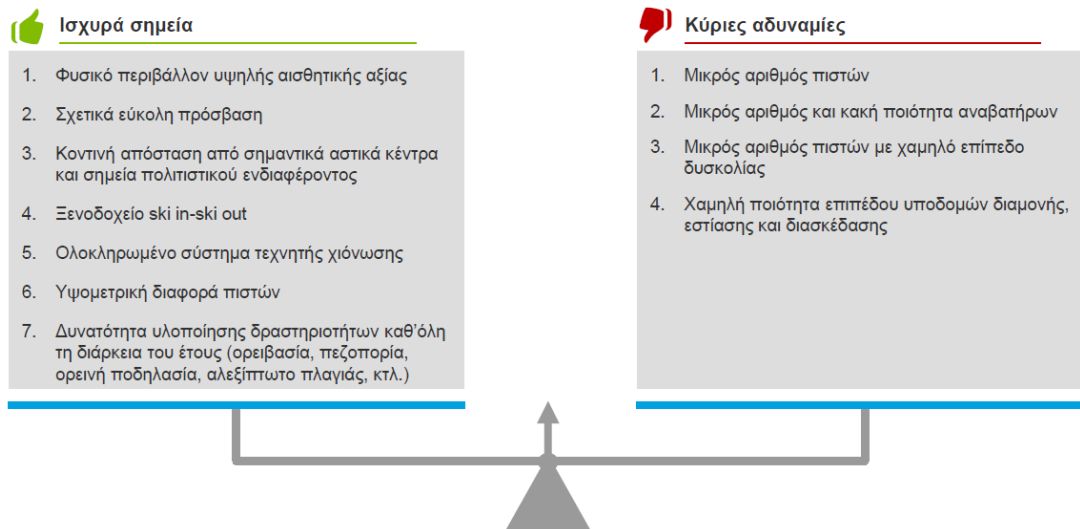 Ισχυρά σημεία
1. Φυσικό περιβάλλον υψηλής αισθητικής αξίας
2. Σχετικά εύκολη πρόσβαση
3. Κοντινή απόσταση από σημαντικά αστικά κέντρα
και σημεία πολιτιστικού ενδιαφέροντος
4. Ξενοδοχείο ski in-ski out
5. Ολοκληρωμένο σύστημα τεχνητής χιόνωσης
6. Υψομετρική διαφορά πιστών
7. Δυνατότητα υλοποίησης δραστηριοτήτων καθ’όλη
τη διάρκεια του έτους (ορειβασία, πεζοπορία,
ορεινή ποδηλασία, αλεξίπτωτο πλαγιάς, κτλ.)
Κύριες αδυναμίες
1. Μικρός αριθμός πιστών
2. Μικρός αριθμός και κακή ποιότητα αναβατήρων
3. Μικρός αριθμός πιστών με χαμηλό επίπεδο
δυσκολίας
4. Χαμηλή ποιότητα επιπέδου υποδομών διαμονής,
εστίασης και διασκέδασης